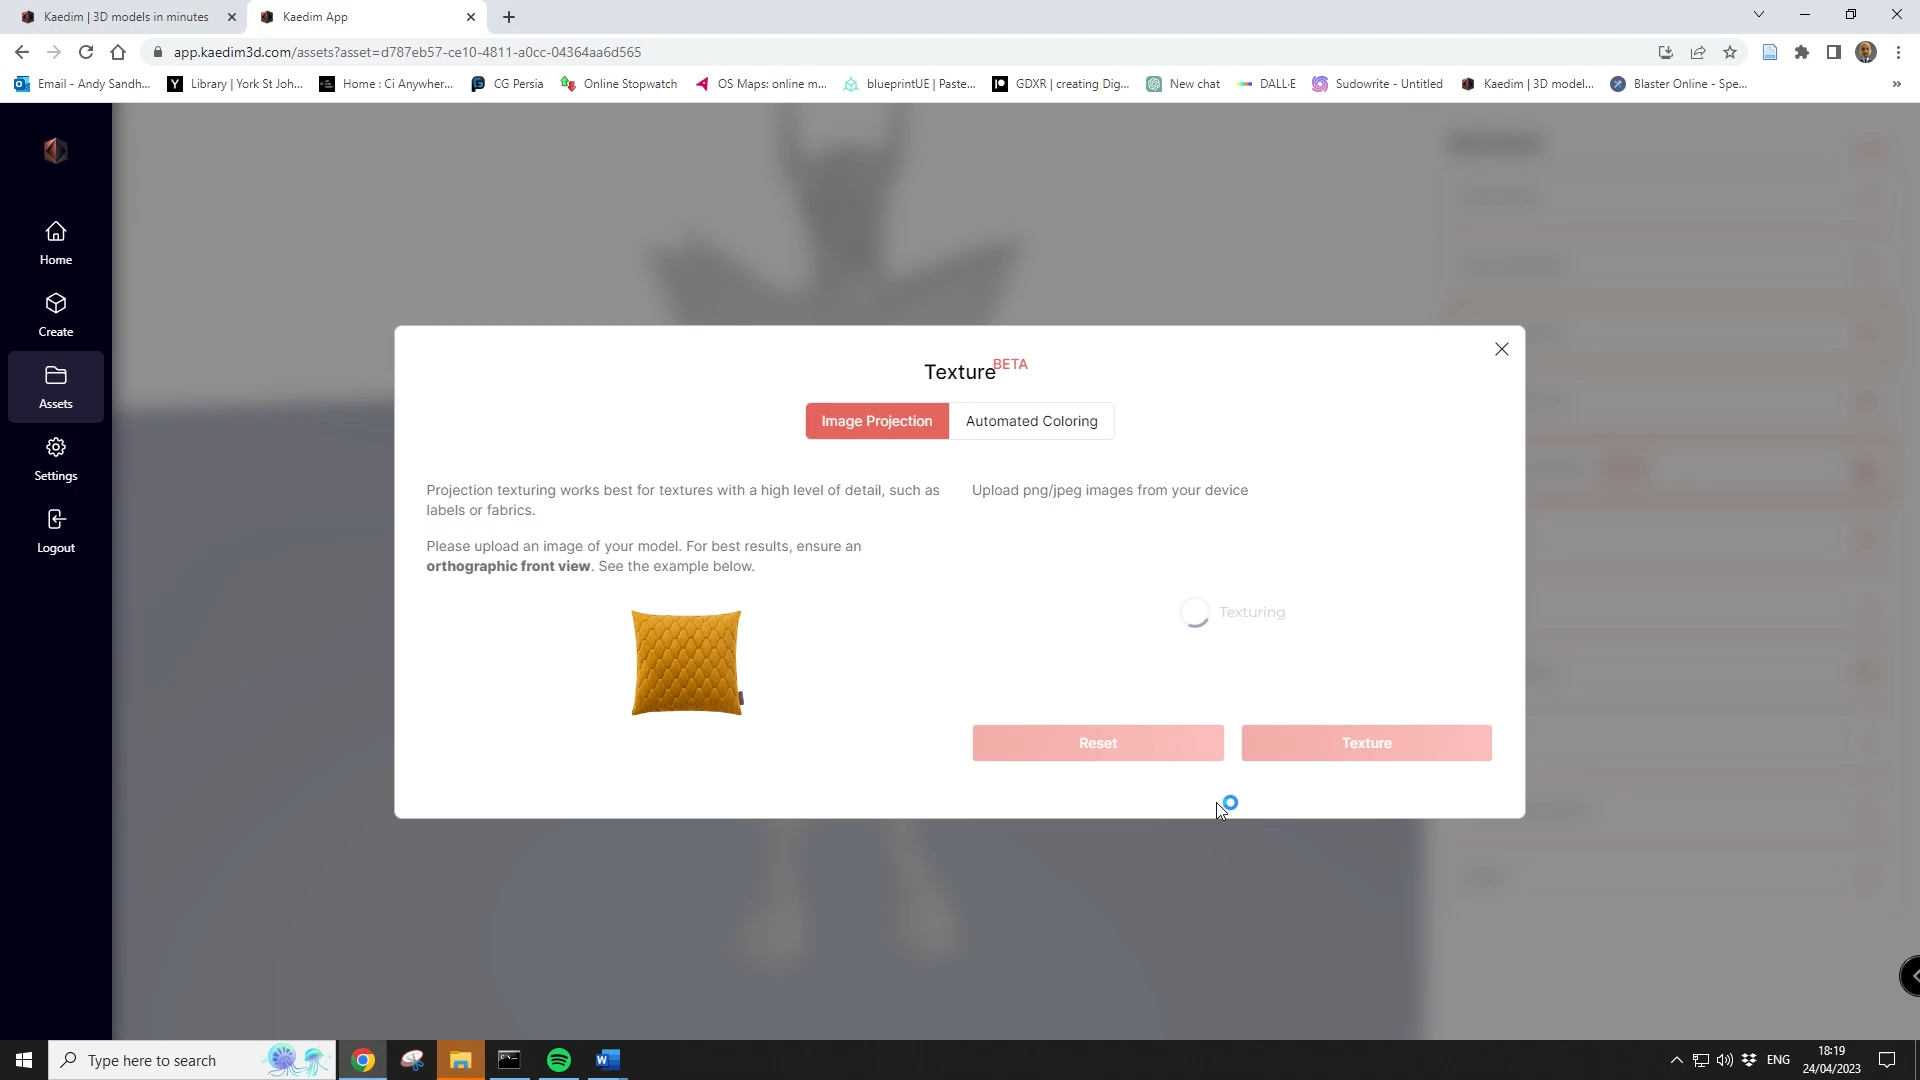 Kaedim | 3D models in minutes
Kaedim App
app.kaedim3d.com/assets?asset=d787eb57-ce10-4811-a0cc-04364aa6d565
Email - Andy Sandh...
Library | York St Joh...
Home : Ci Anywher...
CG Persia
Online Stopwatch
OS Maps: online m...
blueprintUE | Paste...
GDXR | creating Dig...
New chat
DALL·E
Sudowrite - Untitled
Kaedim | 3D model...
Blaster Online - Spe...
»
Home
Create
Assets
Settings
Logout
Texture BETA
Image Projection
Automated Coloring
Projection texturing works best for textures with a high level of detail, such as
labels or fabrics.
Please upload an image of your model. For best results, ensure an
orthographic front view. See the example below.
Upload png/jpeg images from your device
Texturing
Reset
Texture
Type here to search
ENG
18:19
24/04/2023